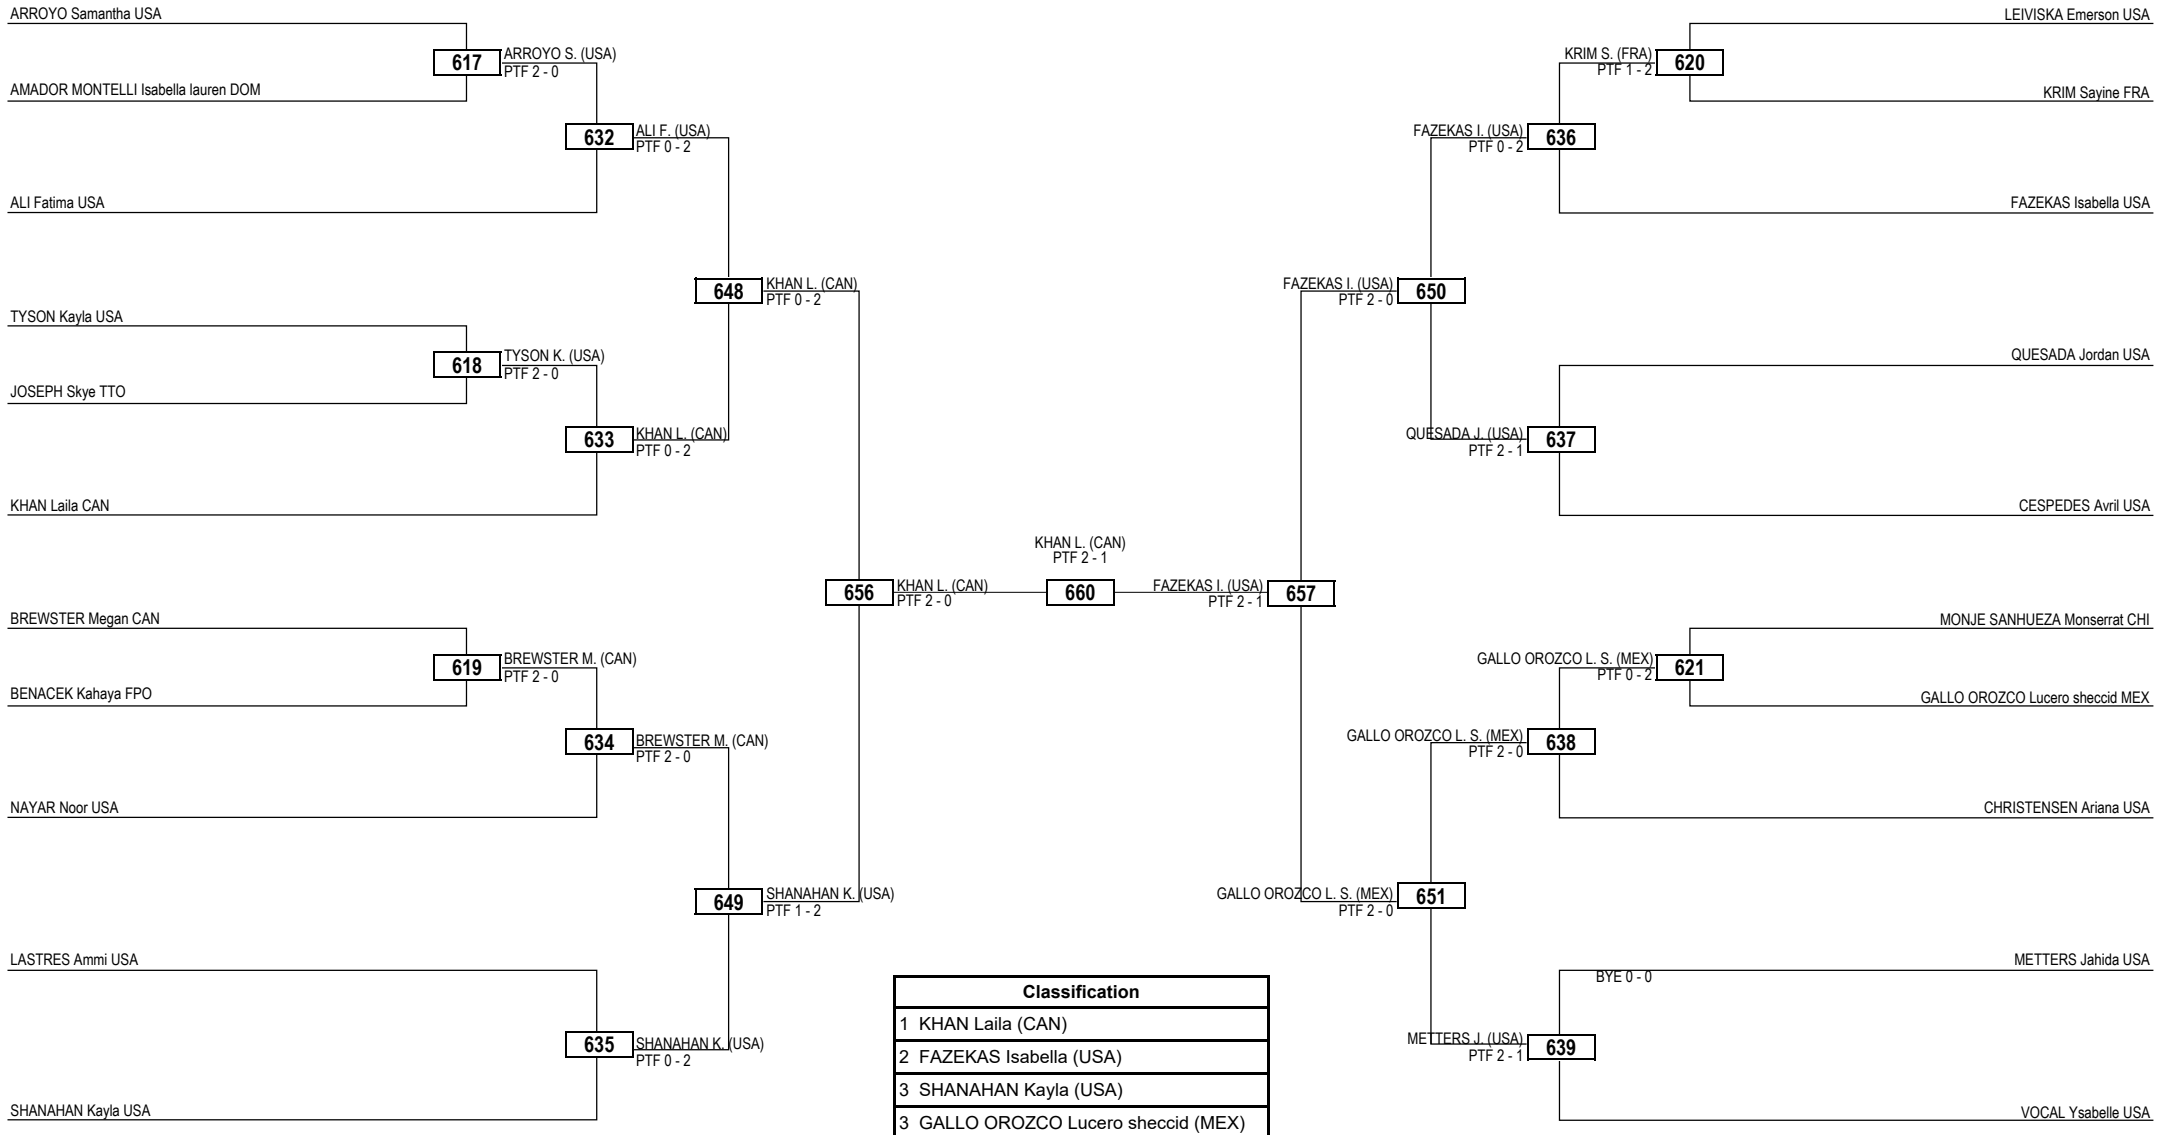 ARROYO Samantha USA
617
ARROYO S. (USA)
PTF 2 - 0
AMADOR MONTELLI Isabella lauren DOM
632
ALI F. (USA)
PTF 0 - 2
ALI Fatima USA
648
KHAN L. (CAN)
PTF 0 - 2
TYSON Kayla USA
618
TYSON K. (USA)
PTF 2 - 0
JOSEPH Skye TTO
633
KHAN L. (CAN)
PTF 0 - 2
KHAN Laila CAN
656
KHAN L. (CAN)
PTF 2 - 0
BREWSTER Megan CAN
619
BREWSTER M. (CAN)
PTF 2 - 0
BENACEK Kahaya FPO
634
BREWSTER M. (CAN)
PTF 2 - 0
NAYAR Noor USA
649
SHANAHAN K. (USA)
PTF 1 - 2
LASTRES Ammi USA
635
SHANAHAN K. (USA)
PTF 0 - 2
SHANAHAN Kayla USA
KHAN L. (CAN)
PTF 2 - 1
660
LEIVISKA Emerson USA
KRIM S. (FRA)
PTF 1 - 2
620
KRIM Sayine FRA
FAZEKAS I. (USA)
PTF 0 - 2
636
FAZEKAS Isabella USA
FAZEKAS I. (USA)
PTF 2 - 0
650
QUESADA Jordan USA
QUESADA J. (USA)
PTF 2 - 1
637
CESPEDES Avril USA
FAZEKAS I. (USA)
PTF 2 - 1
657
MONJE SANHUEZA Monserrat CHI
GALLO OROZCO L. S. (MEX)
PTF 0 - 2
621
GALLO OROZCO Lucero sheccid MEX
GALLO OROZCO L. S. (MEX)
PTF 2 - 0
638
CHRISTENSEN Ariana USA
GALLO OROZCO L. S. (MEX)
PTF 2 - 0
651
METTERS Jahida USA
BYE 0 - 0
METTERS J. (USA)
PTF 2 - 1
639
VOCAL Ysabelle USA
Classification
1 KHAN Laila (CAN)
2 FAZEKAS Isabella (USA)
3 SHANAHAN Kayla (USA)
3 GALLO OROZCO Lucero sheccid (MEX)